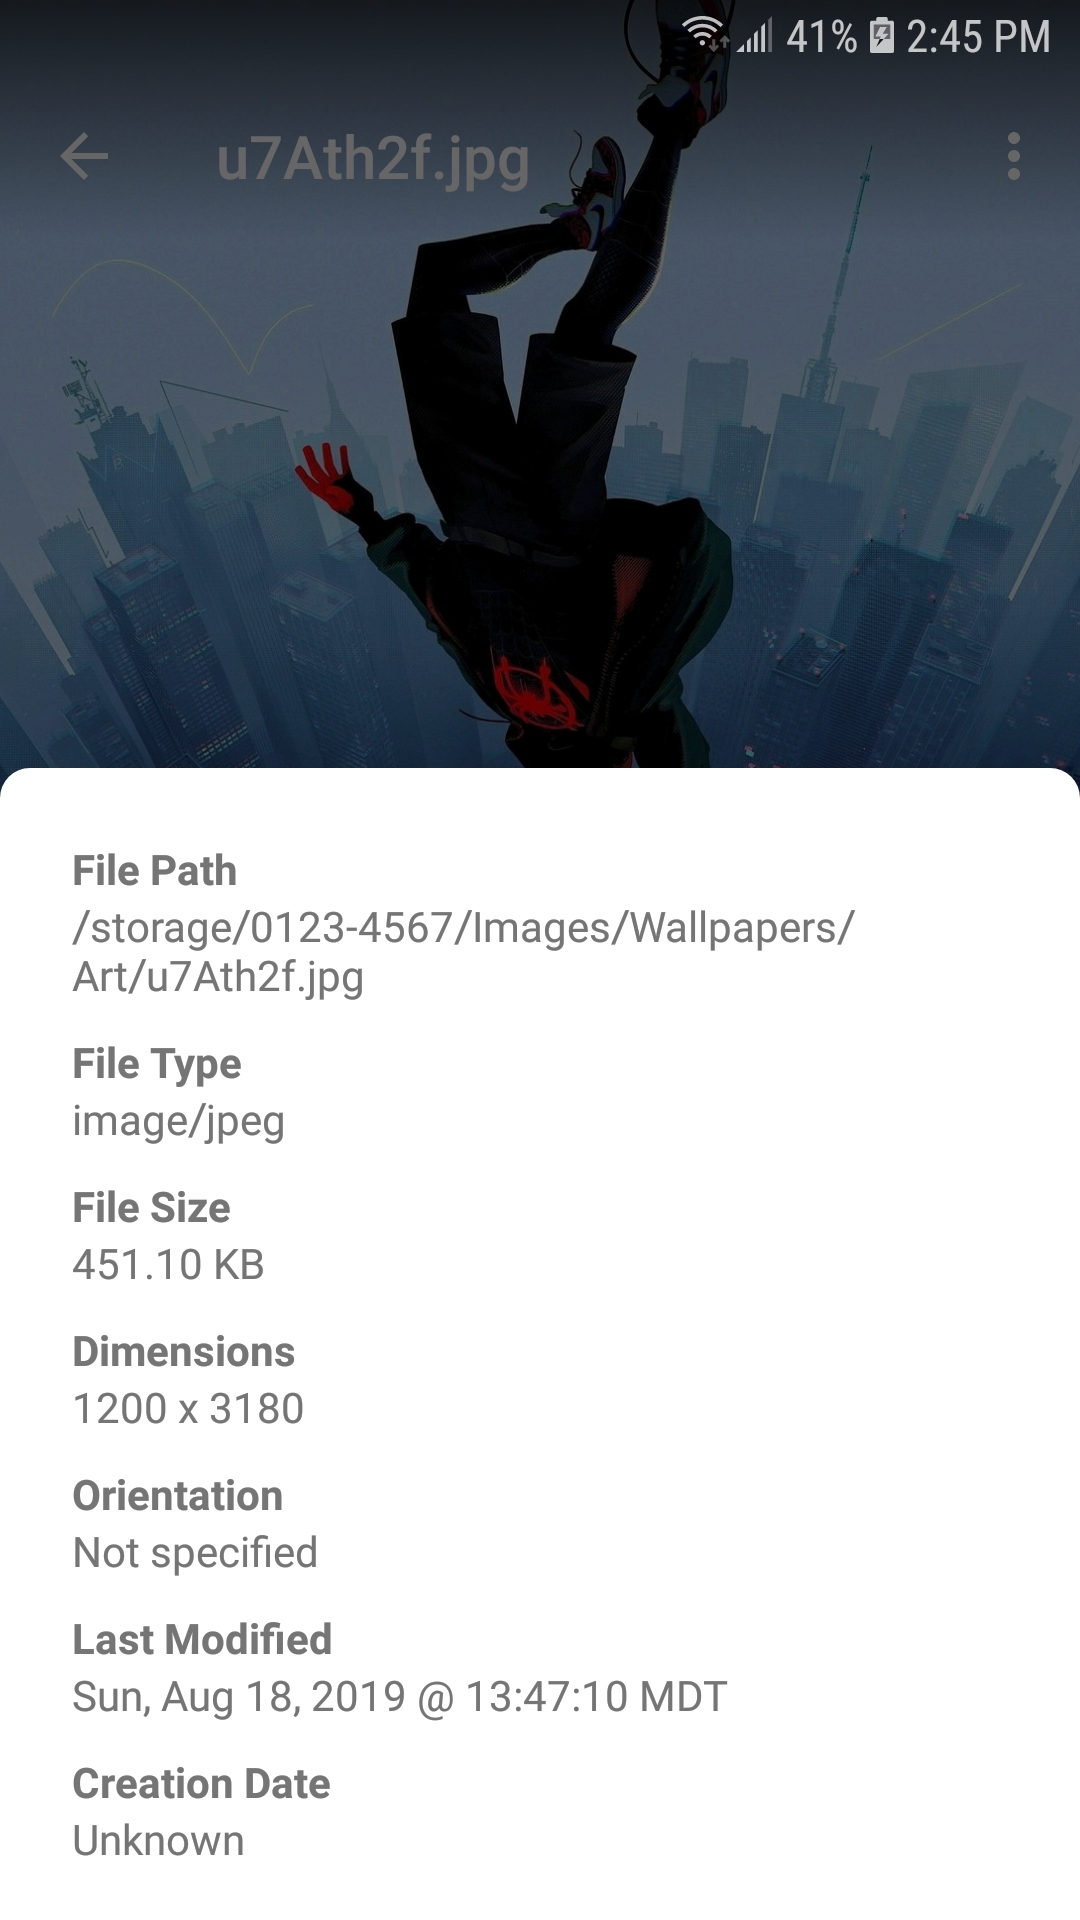 41% 2:45 PM
u7Ath2f.jpg
File Path
/storage/0123-4567/Images/Wallpapers/
Art/u7Ath2f.jpg
File Type
image/jpeg
File Size
451.10 KB
Dimensions
1200 x 3180
Orientation
Not specified
Last Modified
Sun, Aug 18, 2019 @ 13:47:10 MDT
Creation Date
Unknown